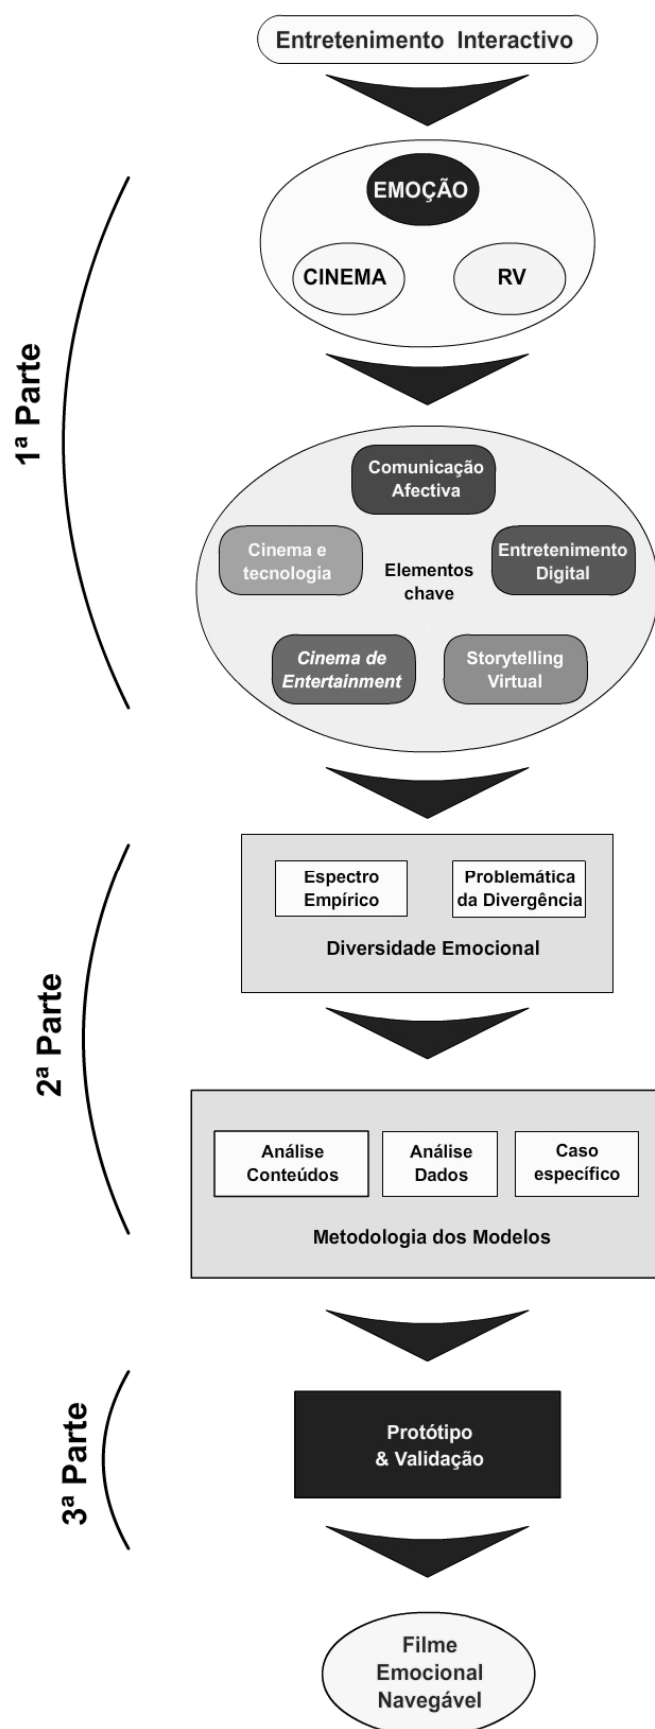 Entretenimento Interactivo
1ª Parte
EMOÇÃO
CINEMA
RV
Comunicação
Afectiva
Cinema e
tecnologia
Entretenimento
Digital
Elementos
chave
Cinema de
Entertainment
Storytelling
Virtual
2ª Parte
Espectro
Empírico
Problemática
da Divergência
Diversidade Emocional
Análise
Conteúdos
Análise
Dados
Caso
específico
Metodologia dos Modelos
3ª Parte
Protótipo
& Validação
Filme
Emocional
Navegável